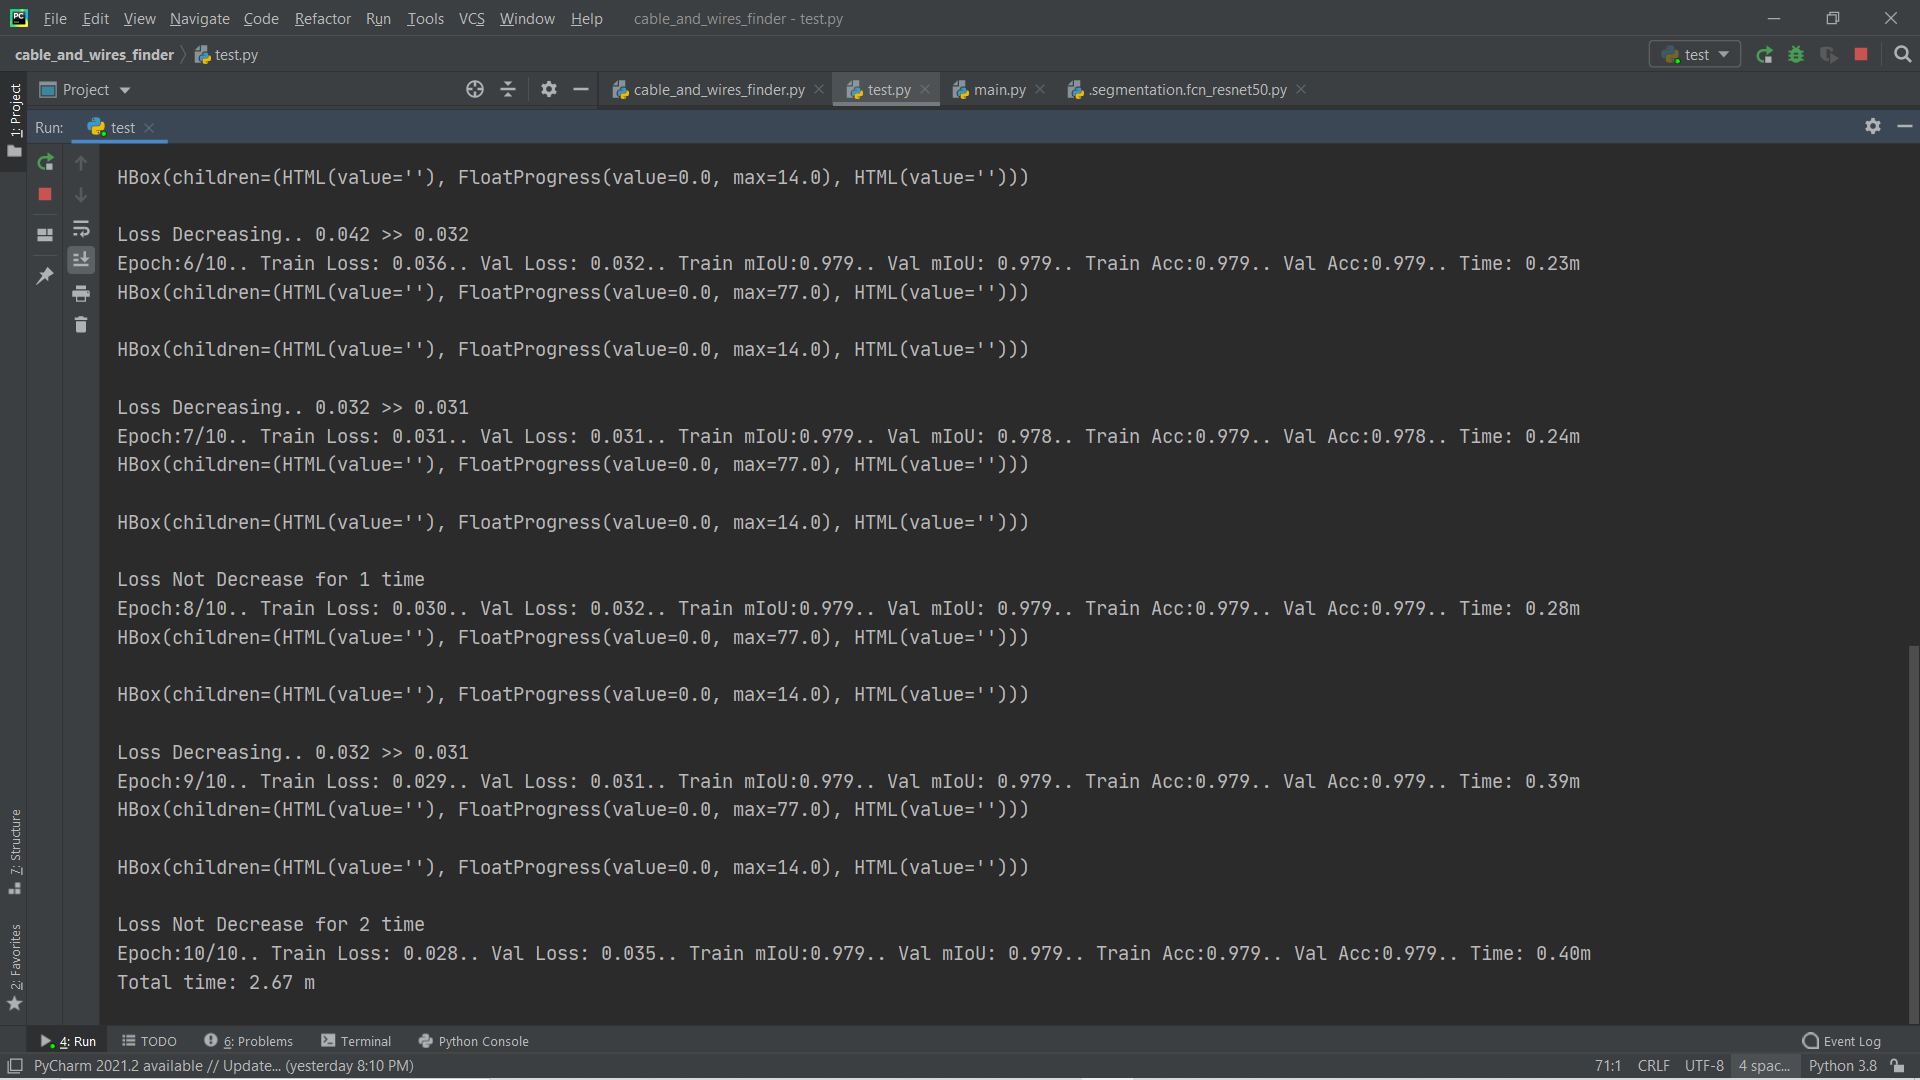 PC File Edit View Navigate Code Refactor Run Tools VCS Window Help cable_and_wires_finder - test.py
cable_and_wires_finder test.py test
1: Project
Project cable_and_wires_finder.py test.py main.py .segmentation.fcn_resnet50.py
Run: test
HBox(children=(HTML(value=''), FloatProgress(value=0.0, max=14.0), HTML(value='')))
Loss Decreasing.. 0.042 >> 0.032
Epoch:6/10.. Train Loss: 0.036.. Val Loss: 0.032.. Train mIoU:0.979.. Val mIoU: 0.979.. Train Acc:0.979.. Val Acc:0.979.. Time: 0.23m
HBox(children=(HTML(value=''), FloatProgress(value=0.0, max=77.0), HTML(value='')))
HBox(children=(HTML(value=''), FloatProgress(value=0.0, max=14.0), HTML(value='')))
Loss Decreasing.. 0.032 >> 0.031
Epoch:7/10.. Train Loss: 0.031.. Val Loss: 0.031.. Train mIoU:0.979.. Val mIoU: 0.978.. Train Acc:0.979.. Val Acc:0.978.. Time: 0.24m
HBox(children=(HTML(value=''), FloatProgress(value=0.0, max=77.0), HTML(value='')))
HBox(children=(HTML(value=''), FloatProgress(value=0.0, max=14.0), HTML(value='')))
Loss Not Decrease for 1 time
Epoch:8/10.. Train Loss: 0.030.. Val Loss: 0.032.. Train mIoU:0.979.. Val mIoU: 0.979.. Train Acc:0.979.. Val Acc:0.979.. Time: 0.28m
HBox(children=(HTML(value=''), FloatProgress(value=0.0, max=77.0), HTML(value='')))
HBox(children=(HTML(value=''), FloatProgress(value=0.0, max=14.0), HTML(value='')))
Loss Decreasing.. 0.032 >> 0.031
Epoch:9/10.. Train Loss: 0.029.. Val Loss: 0.031.. Train mIoU:0.979.. Val mIoU: 0.979.. Train Acc:0.979.. Val Acc:0.979.. Time: 0.39m
HBox(children=(HTML(value=''), FloatProgress(value=0.0, max=77.0), HTML(value='')))
HBox(children=(HTML(value=''), FloatProgress(value=0.0, max=14.0), HTML(value='')))
Loss Not Decrease for 2 time
Epoch:10/10.. Train Loss: 0.028.. Val Loss: 0.035.. Train mIoU:0.979.. Val mIoU: 0.979.. Train Acc:0.979.. Val Acc:0.979.. Time: 0.40m
Total time: 2.67 m
7: Structure
2: Favorites
4: Run TODO 6: Problems Terminal Python Console Event Log
PyCharm 2021.2 available // Update... (yesterday 8:10 PM) 71:1 CRLF UTF-8 4 spac... Python 3.8